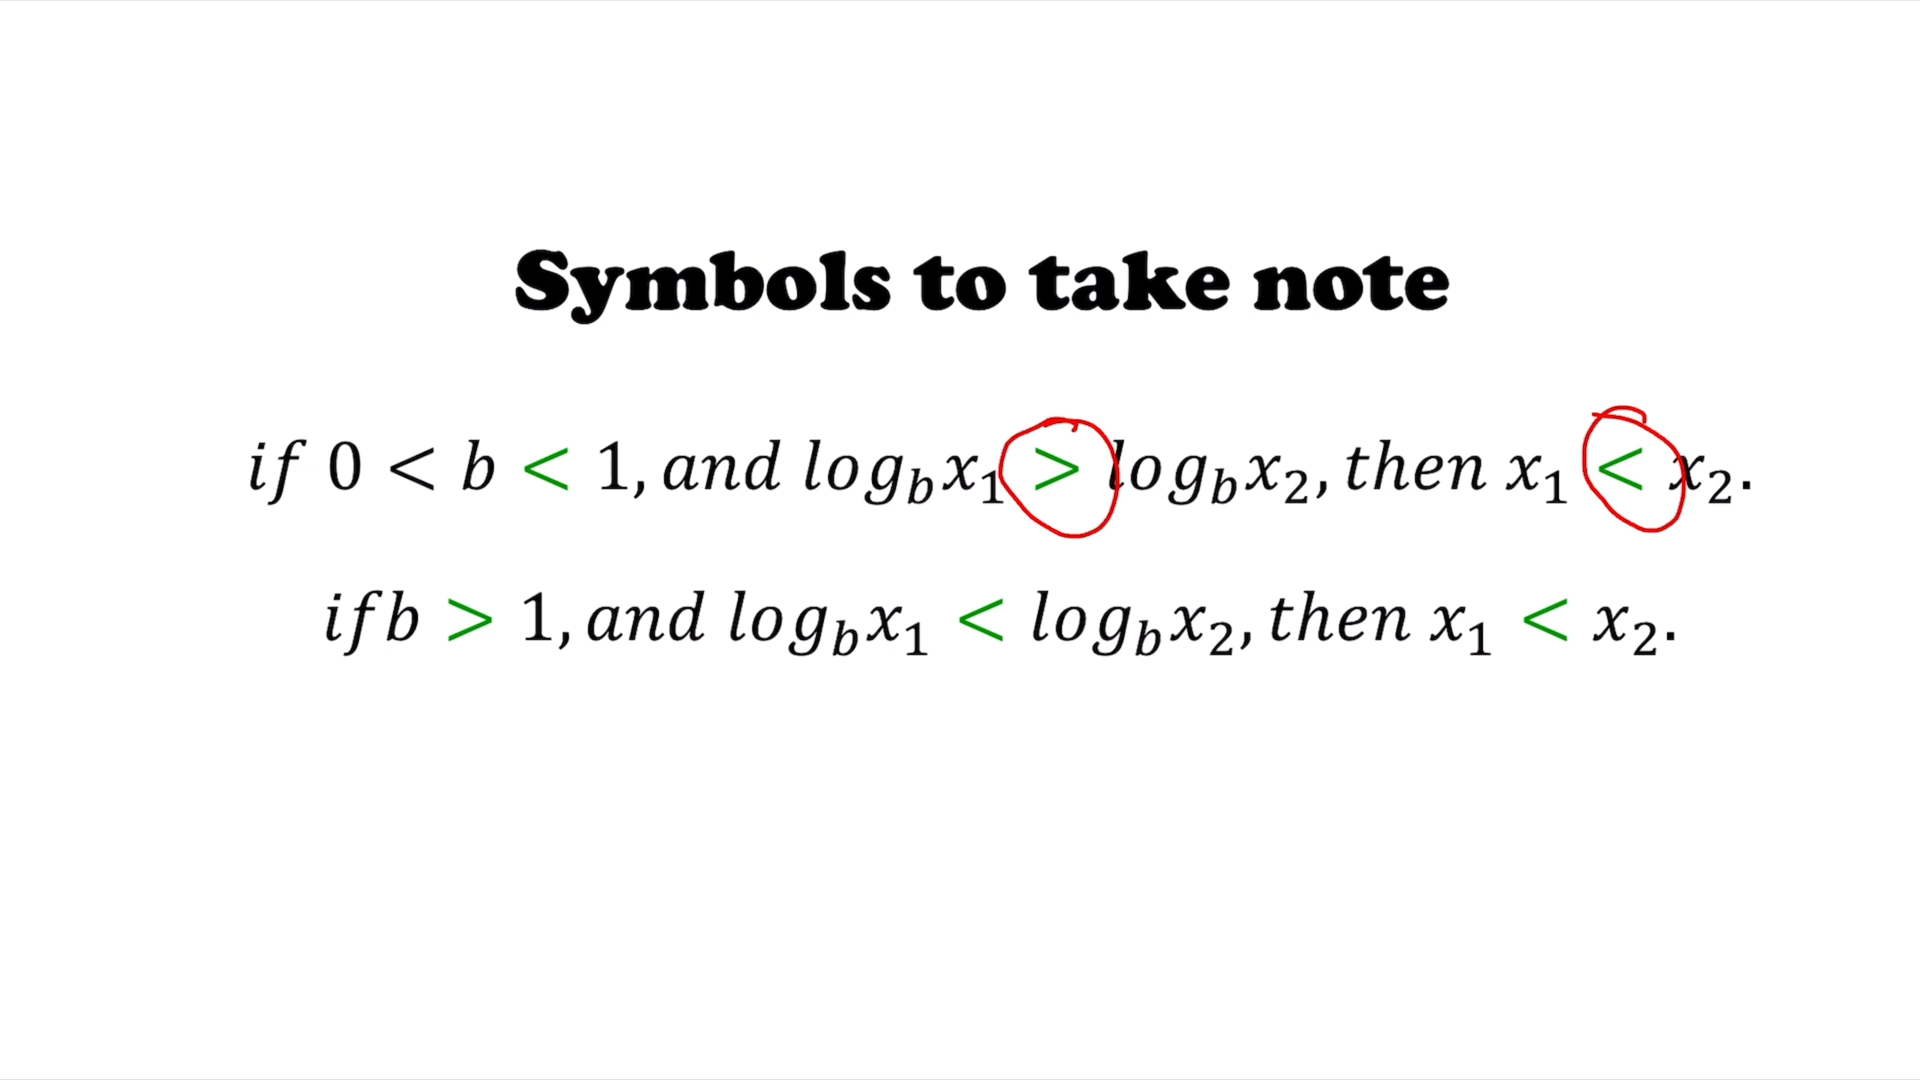 Symbols to take note
if 0 < b < 1, and log_b x_1 > log_b x_2, then x_1 < x_2.
if b > 1, and log_b x_1 < log_b x_2, then x_1 < x_2.